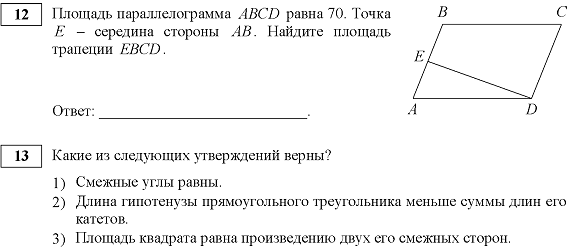 12 Площадь параллелограмма ABCD равна 70. Точка
E – середина стороны AB. Найдите площадь
трапеции EBCD.
B C
E
A D
Ответ: ___________________________.
13 Какие из следующих утверждений верны?
1) Смежные углы равны.
2) Длина гипотенузы прямоугольного треугольника меньше суммы длин его
катетов.
3) Площадь квадрата равна произведению двух его смежных сторон.